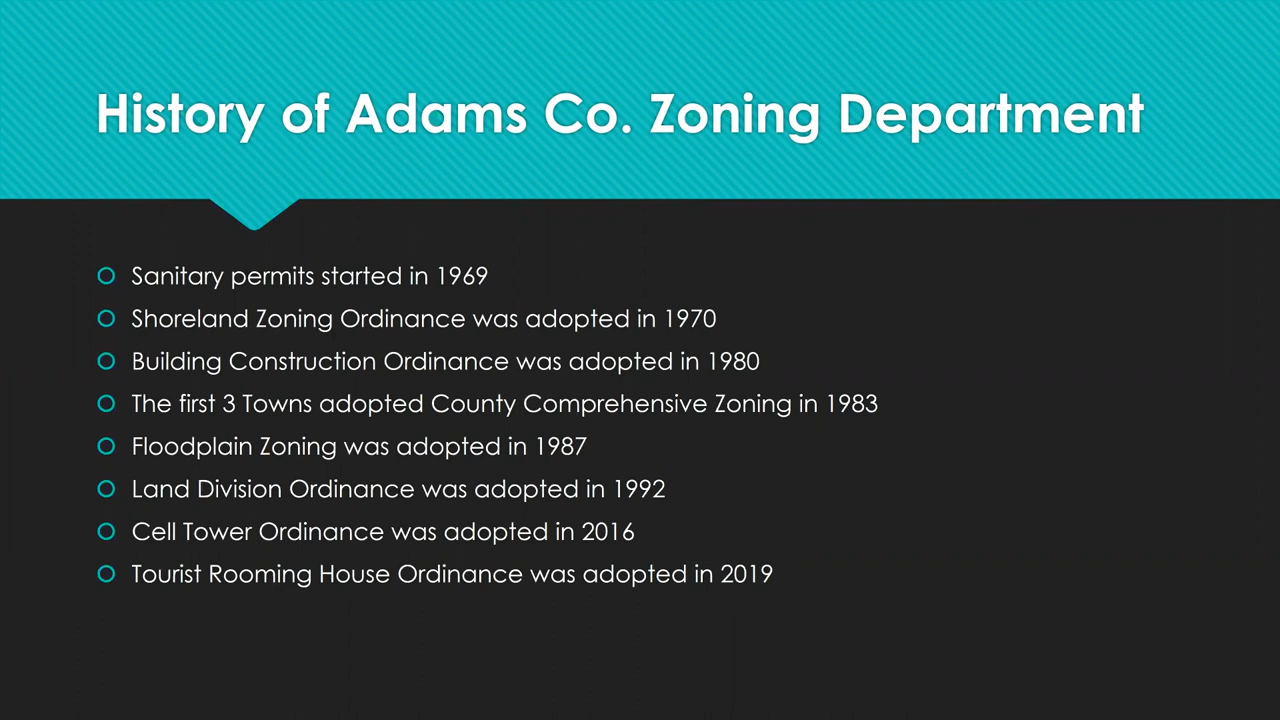 History of Adams Co. Zoning Department
Sanitary permits started in 1969
Shoreland Zoning Ordinance was adopted in 1970
Building Construction Ordinance was adopted in 1980
The first 3 Towns adopted County Comprehensive Zoning in 1983
Floodplain Zoning was adopted in 1987
Land Division Ordinance was adopted in 1992
Cell Tower Ordinance was adopted in 2016
Tourist Rooming House Ordinance was adopted in 2019